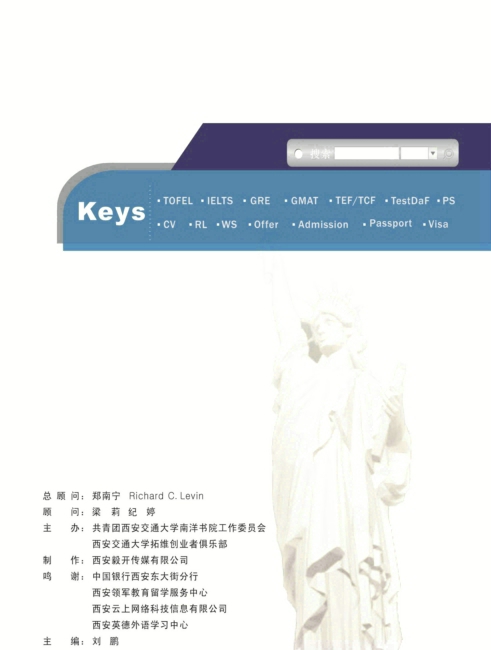 搜索
Keys
• TOFEL • IELTS • GRE • GMAT • TEF/TCF • TestDaF • PS
• CV • RL • WS • Offer • Admission • Passport • Visa
总顾问：郑南宁 Richard C. Levin
顾 问：梁 莉 纪 婷
主 办：共青团西安交通大学南洋书院工作委员会
西安交通大学拓维创业者俱乐部
制 作：西安毅开传媒有限公司
鸣 谢：中国银行西安东大街分行
西安领军教育留学服务中心
西安云上网络科技信息有限公司
西安英德外语学习中心
主 编：刘 鹏